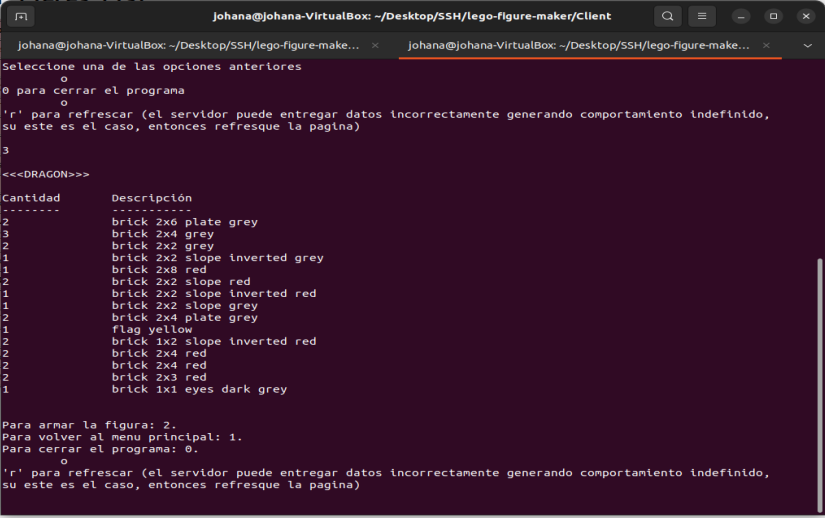 johana@johana-VirtualBox: ~/Desktop/SSH/lego-figure-maker/Client
johana@johana-VirtualBox: ~/Desktop/SSH/lego-figure-make... × johana@johana-VirtualBox: ~/Desktop/SSH/lego-figure-make... ×
Seleccione una de las opciones anteriores
o
0 para cerrar el programa
o
'r' para refrescar (el servidor puede entregar datos incorrectamente generando comportamiento indefinido,
su este es el caso, entonces refresque la pagina)
3
<<<DRAGON>>>
Cantidad Descripción
-------- -----------
2 brick 2x6 plate grey
3 brick 2x4 grey
2 brick 2x2 grey
1 brick 2x2 slope inverted grey
1 brick 2x8 red
2 brick 2x2 slope red
1 brick 2x2 slope inverted red
1 brick 2x2 slope grey
2 brick 2x4 plate grey
1 flag yellow
2 brick 1x2 slope inverted red
2 brick 2x4 red
2 brick 2x4 red
2 brick 2x3 red
1 brick 1x1 eyes dark grey
Para armar la figura: 2.
Para volver al menu principal: 1.
Para cerrar el programa: 0.
o
'r' para refrescar (el servidor puede entregar datos incorrectamente generando comportamiento indefinido,
su este es el caso, entonces refresque la pagina)